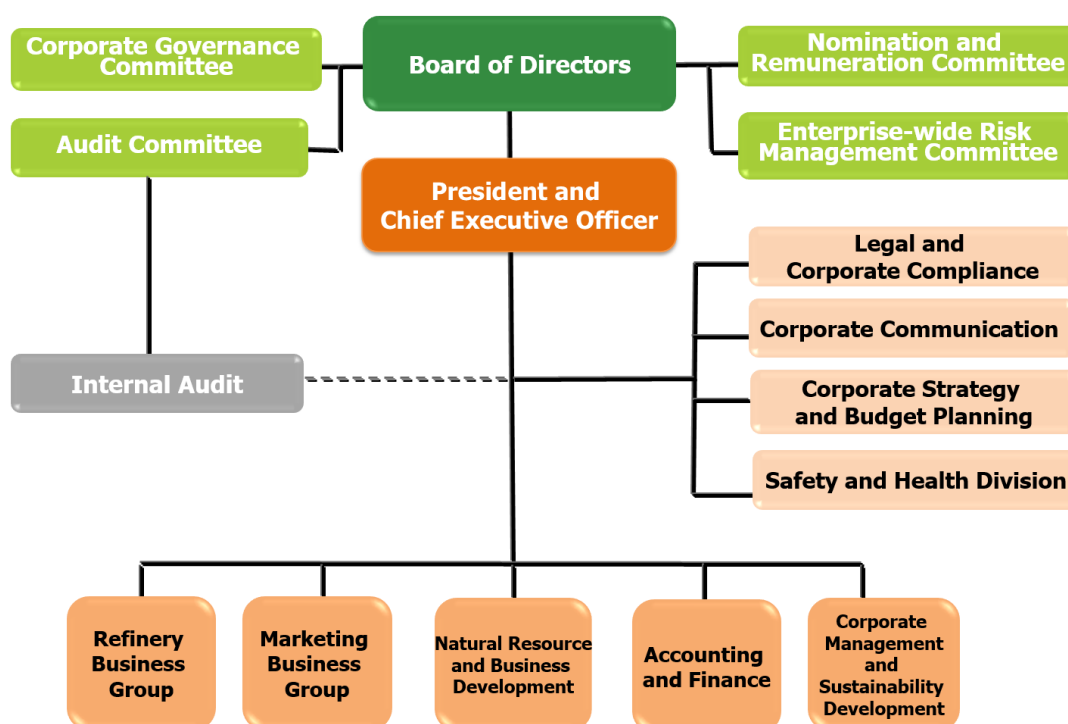 Corporate Governance
Committee
Board of Directors
Nomination and
Remuneration Committee
Audit Committee
Enterprise-wide Risk
Management Committee
President and
Chief Executive Officer
Legal and
Corporate Compliance
Corporate Communication
Internal Audit
Corporate Strategy
and Budget Planning
Safety and Health Division
Refinery
Business
Group
Marketing
Business
Group
Natural Resource
and Business
Development
Accounting
and Finance
Corporate
Management
and
Sustainability
Development